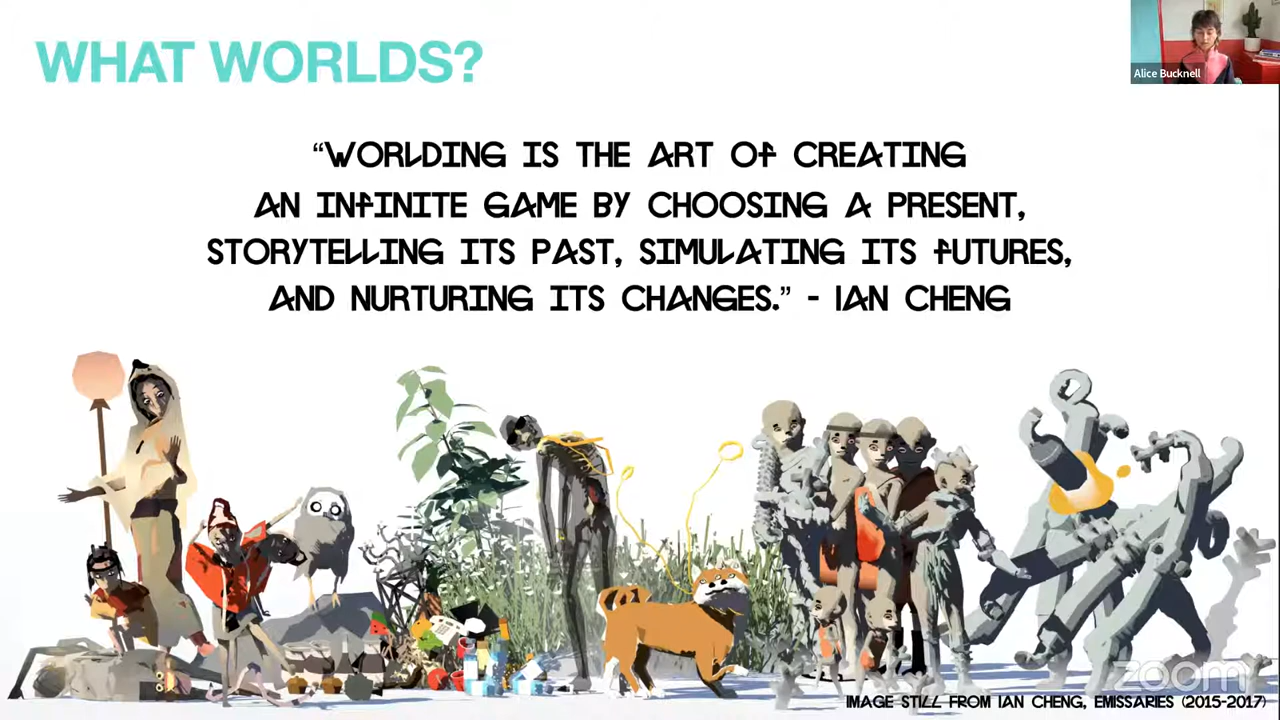 WHAT WORLDS?
Alice Bucknell
“WORLDING IS THE ART OF CREATING
AN INFINITE GAME BY CHOOSING A PRESENT,
STORYTELLING ITS PAST, SIMULATING ITS FUTURES,
AND NURTURING ITS CHANGES.” - IAN CHENG
zoom
IMAGE STILL FROM IAN CHENG, EMISSARIES (2015-2017)